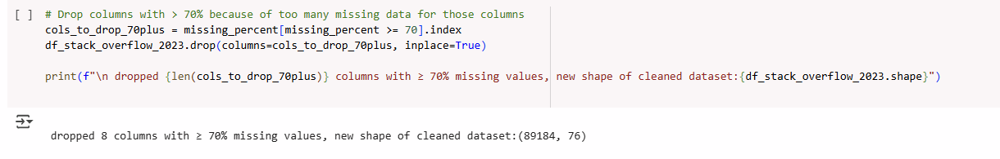 [ ] # Drop columns with > 70% because of too many missing data for those columns
cols_to_drop_70plus = missing_percent[missing_percent >= 70].index
df_stack_overflow_2023.drop(columns=cols_to_drop_70plus, inplace=True)
print(f"\n dropped {len(cols_to_drop_70plus)} columns with ≥ 70% missing values, new shape of cleaned dataset:{df_stack_overflow_2023.shape}")
dropped 8 columns with ≥ 70% missing values, new shape of cleaned dataset:(89184, 76)